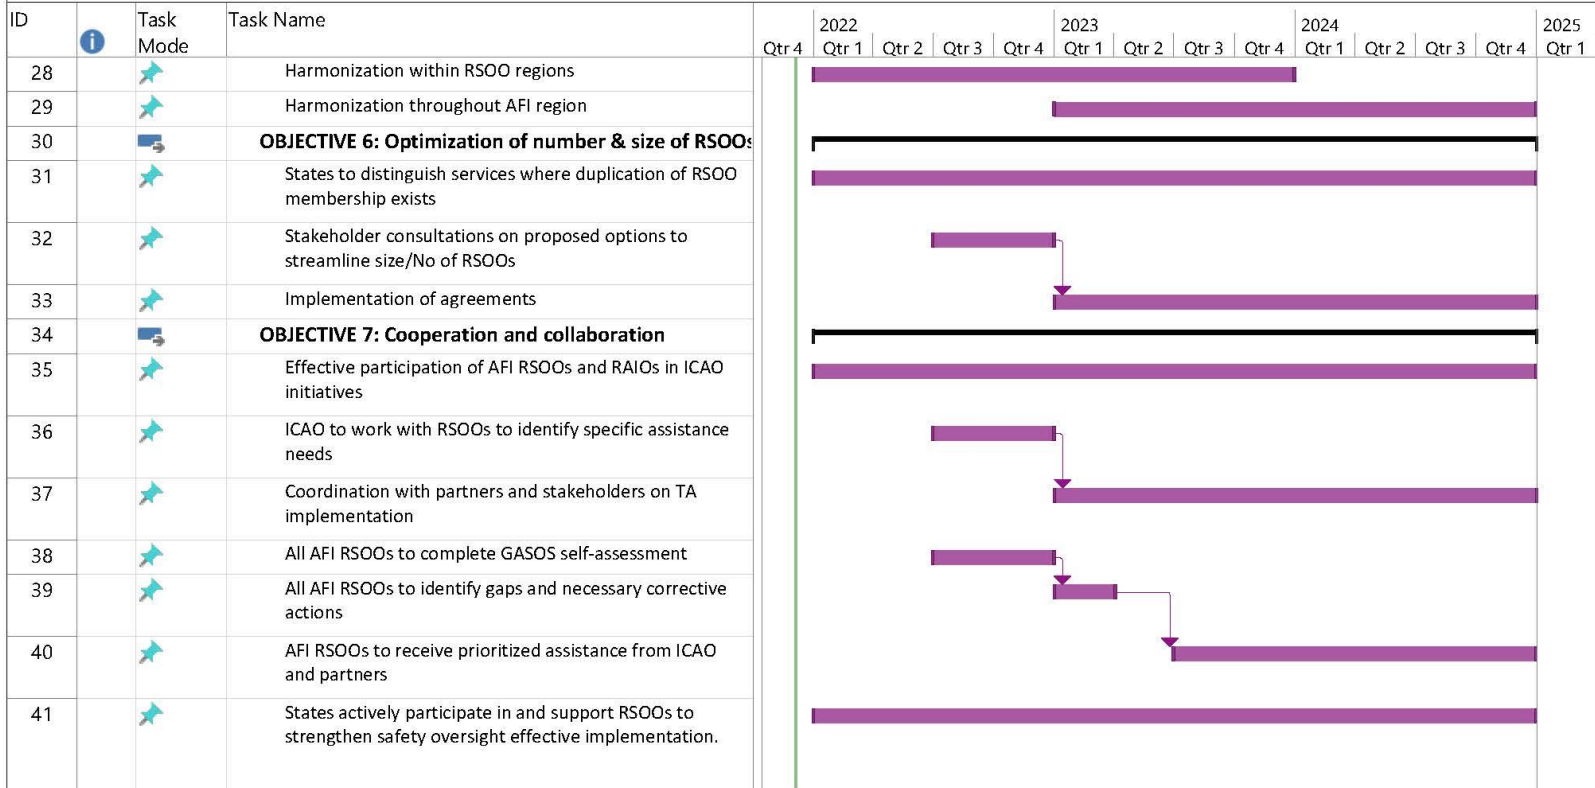 ID Task Task Name
Mode
2022 2023 2024 2025
Qtr 4 Qtr 1 Qtr 2 Qtr 3 Qtr 4 Qtr 1 Qtr 2 Qtr 3 Qtr 4 Qtr 1 Qtr 2 Qtr 3 Qtr 4 Qtr 1
28 Harmonization within RSOO regions
29 Harmonization throughout AFI region
30 OBJECTIVE 6: Optimization of number & size of RSOOs
31 States to distinguish services where duplication of RSOO
membership exists
32 Stakeholder consultations on proposed options to
streamline size/No of RSOOs
33 Implementation of agreements
34 OBJECTIVE 7: Cooperation and collaboration
35 Effective participation of AFI RSOOs and RAIOs in ICAO
initiatives
36 ICAO to work with RSOOs to identify specific assistance
needs
37 Coordination with partners and stakeholders on TA
implementation
38 All AFI RSOOs to complete GASOS self-assessment
39 All AFI RSOOs to identify gaps and necessary corrective
actions
40 AFI RSOOs to receive prioritized assistance from ICAO
and partners
41 States actively participate in and support RSOOs to
strengthen safety oversight effective implementation.